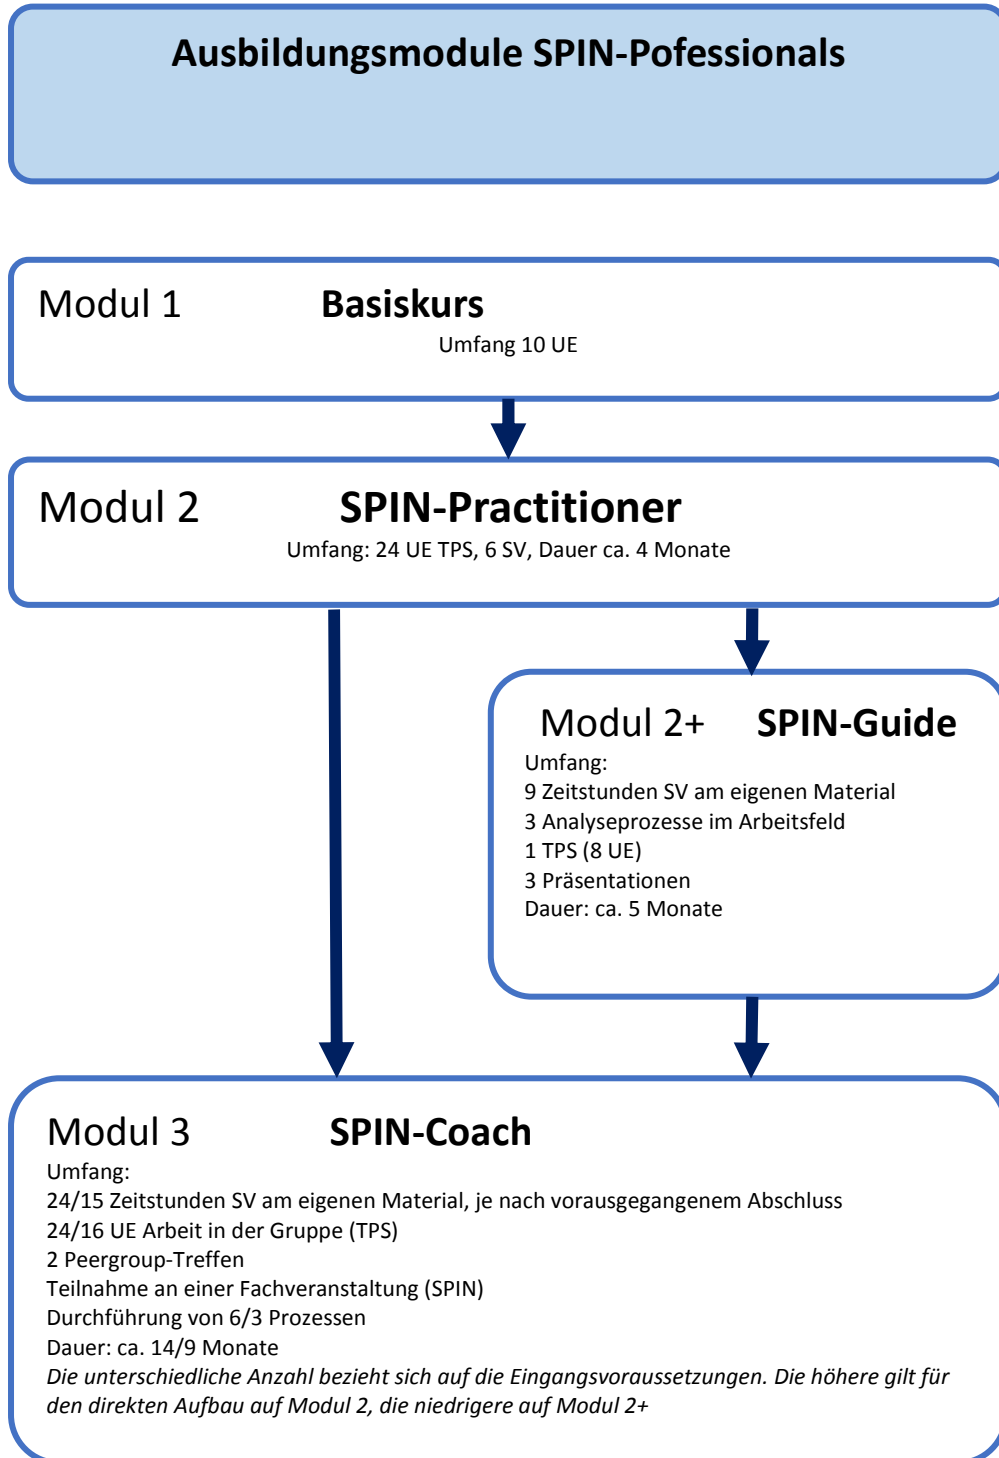 Ausbildungsmodule SPIN-Pofessionals
Modul 1 Basiskurs
Umfang 10 UE
Modul 2 SPIN-Practitioner
Umfang: 24 UE TPS, 6 SV, Dauer ca. 4 Monate
Modul 2+ SPIN-Guide
Umfang:
9 Zeitstunden SV am eigenen Material
3 Analyseprozesse im Arbeitsfeld
1 TPS (8 UE)
3 Präsentationen
Dauer: ca. 5 Monate
Modul 3 SPIN-Coach
Umfang:
24/15 Zeitstunden SV am eigenen Material, je nach vorausgegangenem Abschluss
24/16 UE Arbeit in der Gruppe (TPS)
2 Peergroup-Treffen
Teilnahme an einer Fachveranstaltung (SPIN)
Durchführung von 6/3 Prozessen
Dauer: ca. 14/9 Monate
Die unterschiedliche Anzahl bezieht sich auf die Eingangsvoraussetzungen. Die höhere gilt für
den direkten Aufbau auf Modul 2, die niedrigere auf Modul 2+